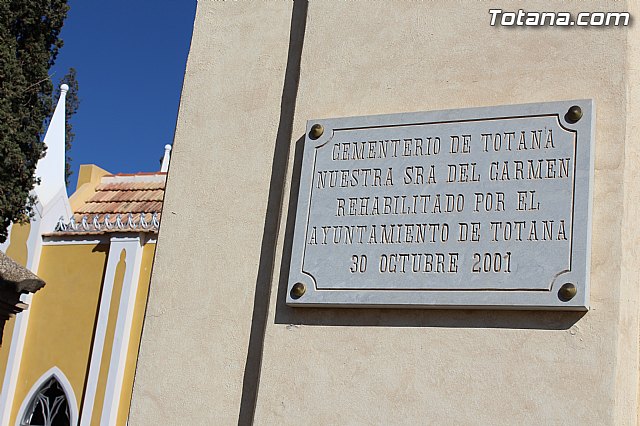 Totana.com
CEMENTERIO DE TOTANA
NUESTRA SRA DEL CARMEN
REHABILITADO POR EL
AYUNTAMIENTO DE TOTANA
30 OCTUBRE 2001